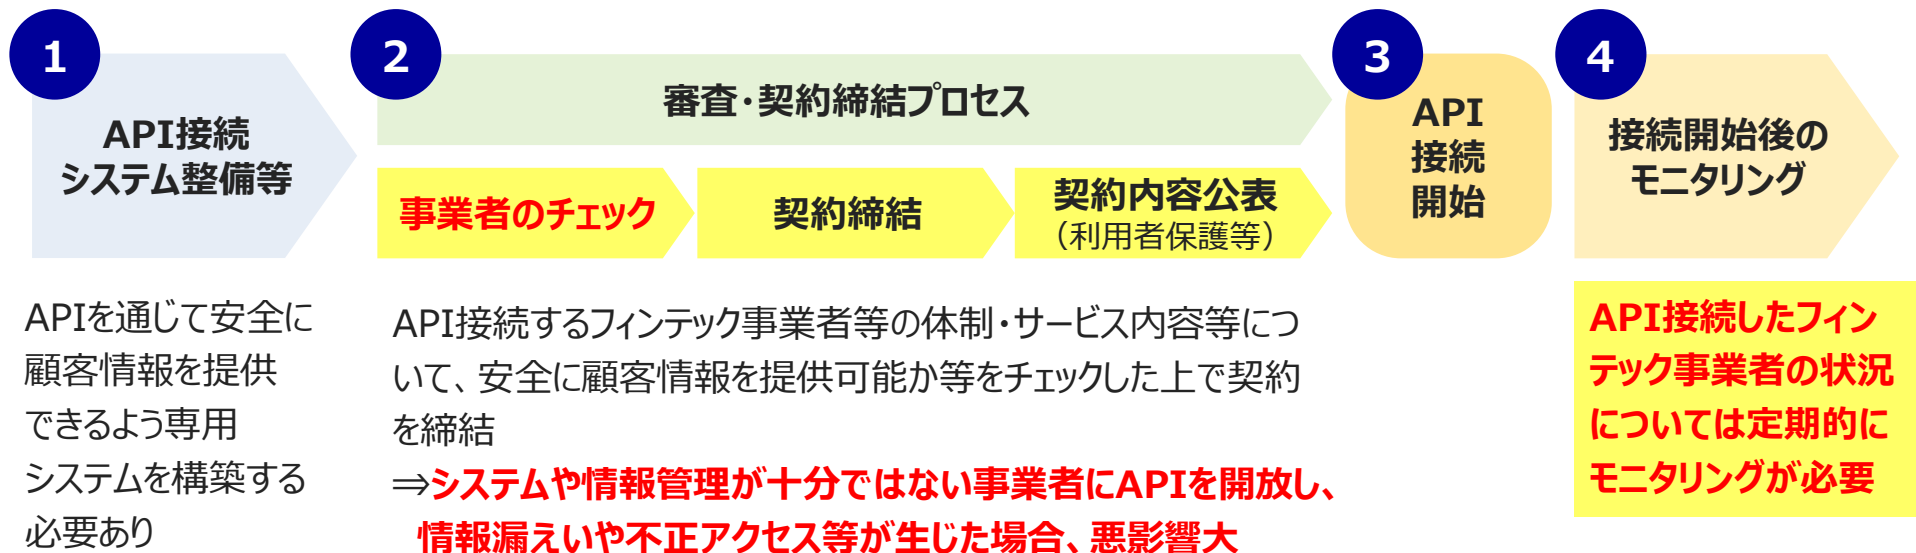 1
API接続
システム整備等
APIを通じて安全に
顧客情報を提供
できるよう専用
システムを構築する
必要あり
2
審査・契約締結プロセス
事業者のチェック
契約締結
契約内容公表
（利用者保護等）
API接続するフィンテック事業者等の体制・サービス内容等につ
いて、安全に顧客情報を提供可能か等をチェックした上で契約
を締結
⇒システムや情報管理が十分ではない事業者にAPIを開放し、
情報漏えいや不正アクセス等が生じた場合、悪影響大
3
API
接続
開始
4
接続開始後の
モニタリング
API接続したフィン
テック事業者の状況
については定期的に
モニタリングが必要